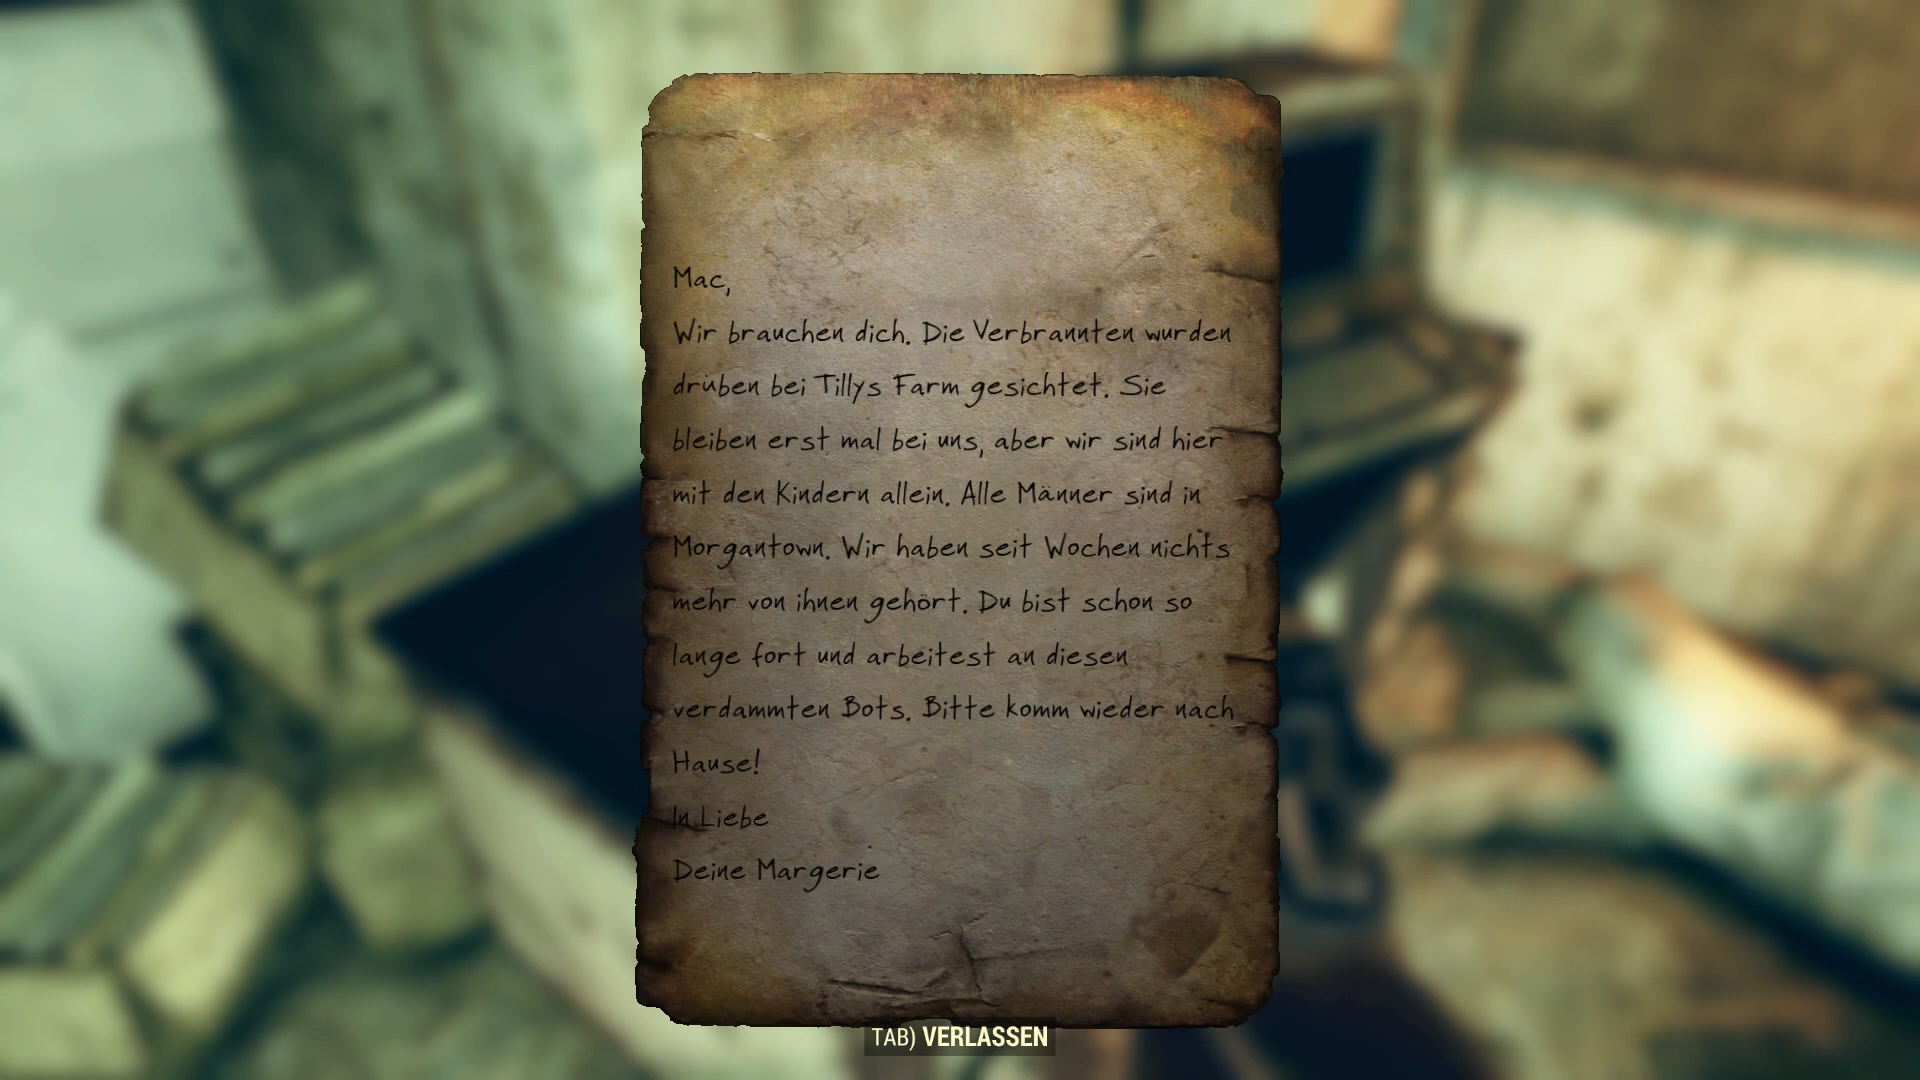 Mac,
Wir brauchen dich. Die Verbrannten wurden
drüben bei Tillys Farm gesichtet. Sie
bleiben erst mal bei uns, aber wir sind hier
mit den Kindern allein. Alle Männer sind in
Morgantown. Wir haben seit Wochen nichts
mehr von ihnen gehört. Du bist schon so
lange fort und arbeitest an diesen
verdammten Bots. Bitte komm wieder nach
Hause!
In Liebe
Deine Margerie
TAB) VERLASSEN